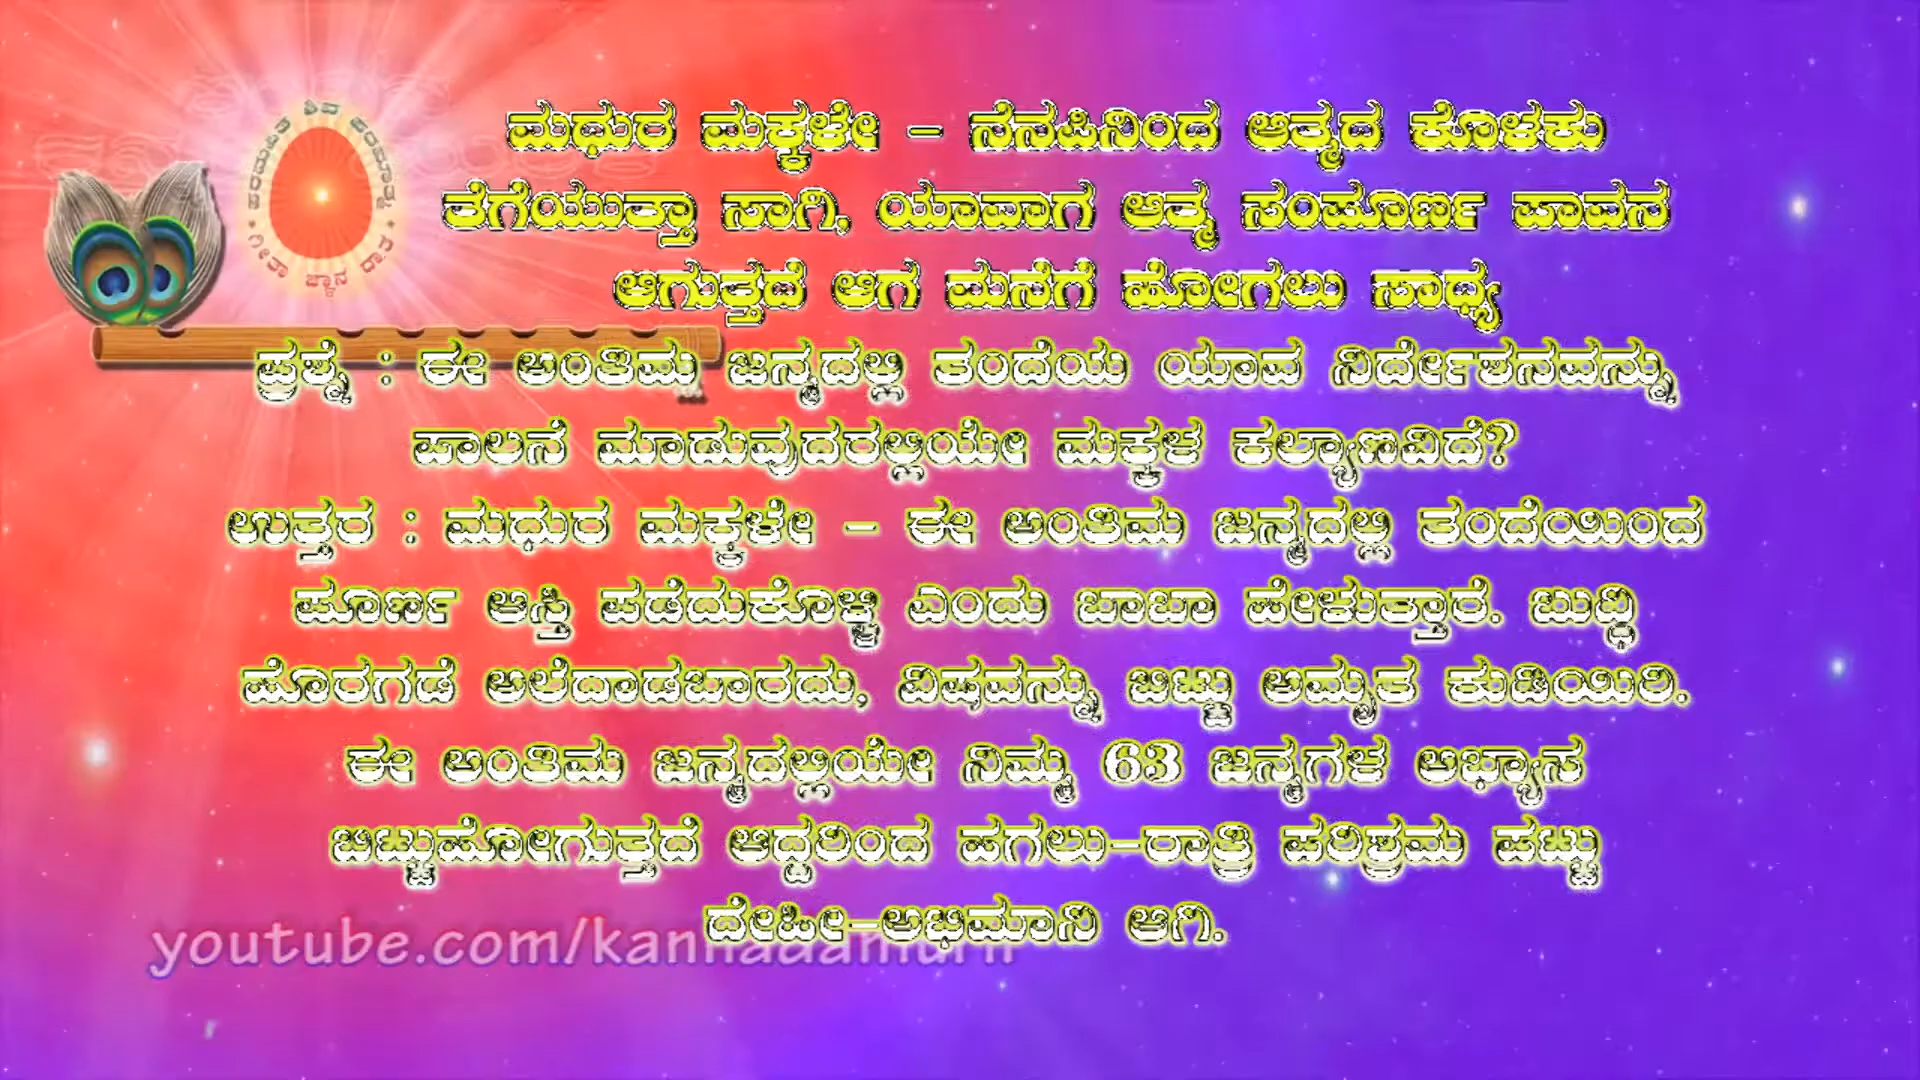 ಪರಮಪಿತ ಶಿವ ಪರಮಾತ್ಮ
ಗೀತಾ ಜ್ಞಾನ ದಾತ
ಮಧುರ ಮಕ್ಕಳೇ – ನೆನಪಿನಿಂದ ಆತ್ಮದ ಕೊಳಕು
ತೆಗೆಯುತ್ತಾ ಸಾಗಿ, ಯಾವಾಗ ಆತ್ಮ ಸಂಪೂರ್ಣ ಪಾವನ
ಆಗುತ್ತದೆ ಆಗ ಮನೆಗೆ ಹೋಗಲು ಸಾಧ್ಯ
ಪ್ರಶ್ನೆ : ಈ ಅಂತಿಮ ಜನ್ಮದಲ್ಲಿ ತಂದೆಯ ಯಾವ ನಿರ್ದೇಶನವನ್ನು
ಪಾಲನೆ ಮಾಡುವುದರಲ್ಲಿಯೇ ಮಕ್ಕಳ ಕಲ್ಯಾಣವಿದೆ?
ಉತ್ತರ : ಮಧುರ ಮಕ್ಕಳೇ – ಈ ಅಂತಿಮ ಜನ್ಮದಲ್ಲಿ ತಂದೆಯಿಂದ
ಪೂರ್ಣ ಆಸ್ತಿ ಪಡೆದುಕೊಳ್ಳಿ ಎಂದು ಬಾಬಾ ಹೇಳುತ್ತಾರೆ. ಬುದ್ಧಿ
ಹೊರಗಡೆ ಅಲೆದಾಡಬಾರದು, ವಿಷವನ್ನು ಬಿಟ್ಟು ಅಮೃತ ಕುಡಿಯಿರಿ.
ಈ ಅಂತಿಮ ಜನ್ಮದಲ್ಲಿಯೇ ನಿಮ್ಮ 63 ಜನ್ಮಗಳ ಅಭ್ಯಾಸ
ಬಿಟ್ಟುಹೋಗುತ್ತದೆ ಆದ್ದರಿಂದ ಹಗಲು-ರಾತ್ರಿ ಪರಿಶ್ರಮ ಪಟ್ಟು
ದೇಹೀ-ಅಭಿಮಾನಿ ಆಗಿ.
youtube.com/kannadamurli